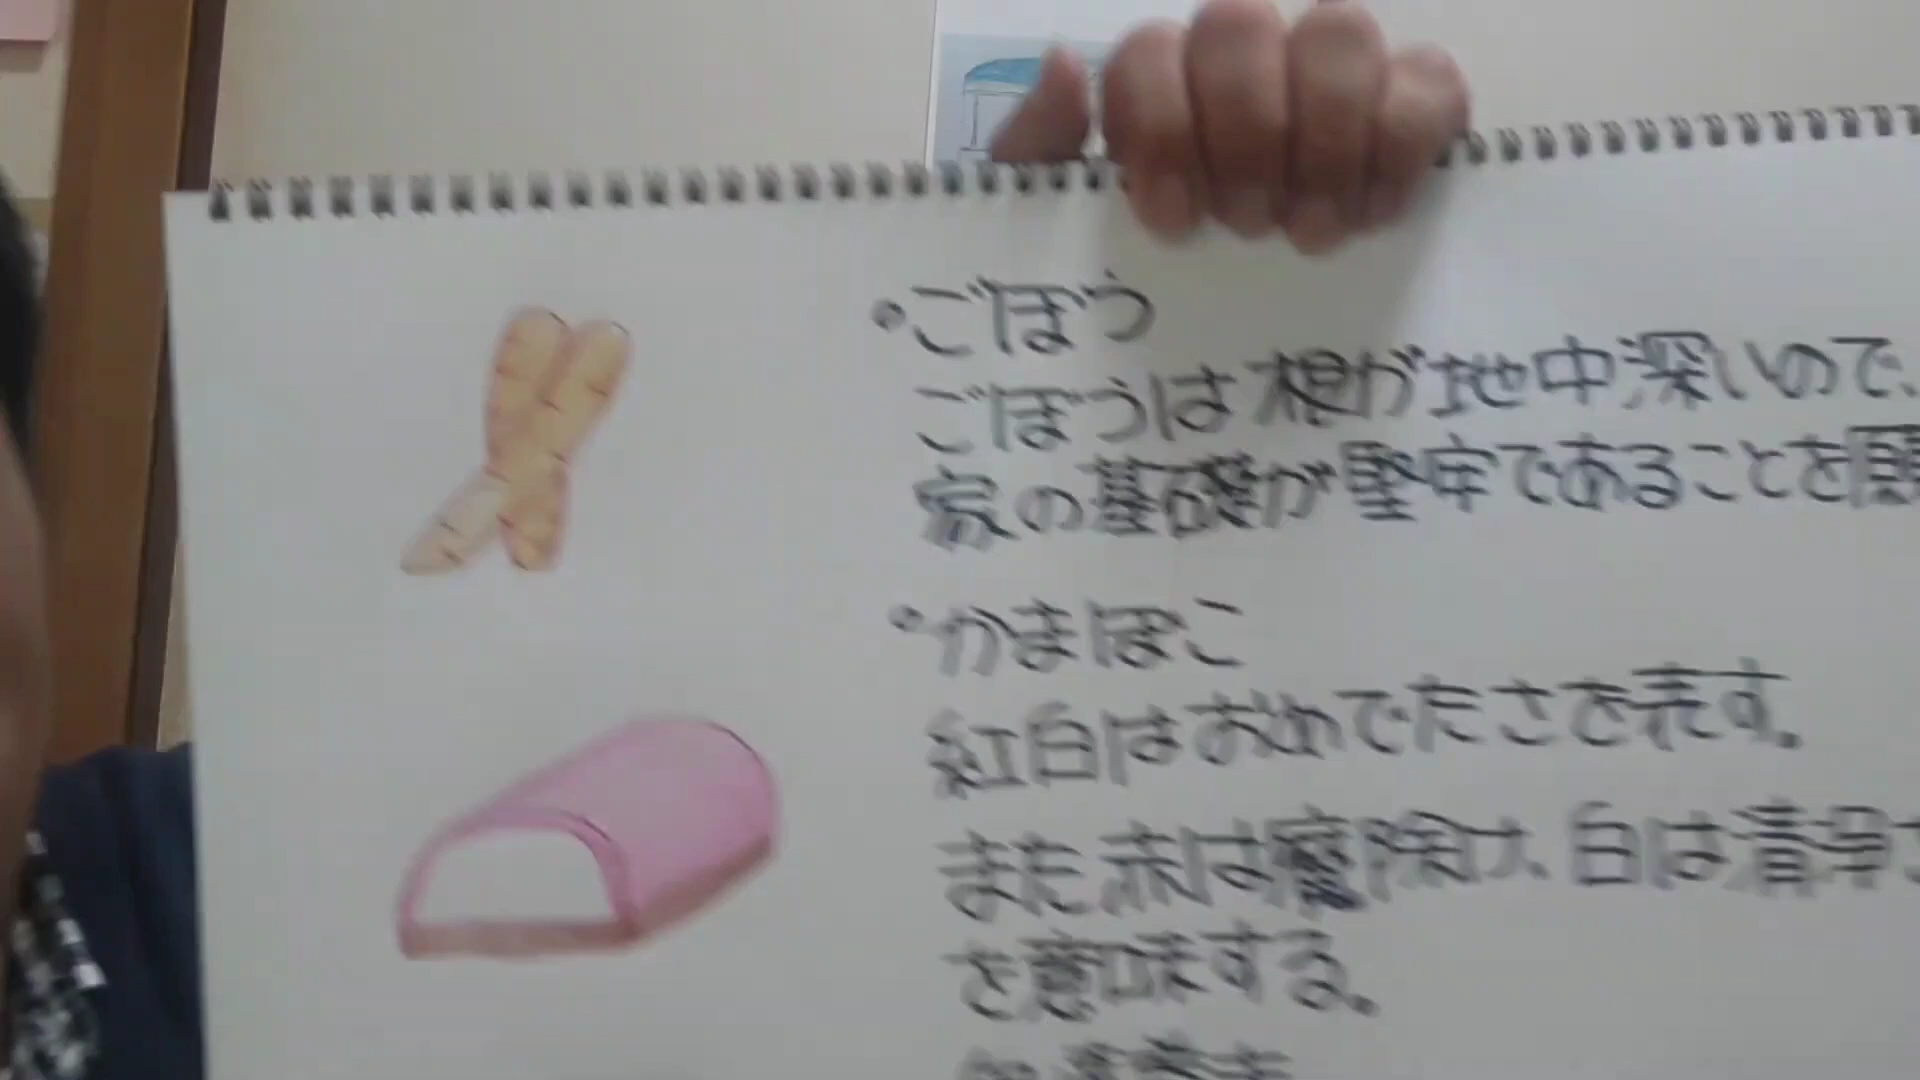 ・ごぼう
ごぼうは根が地中深いので、
家の基礎が堅牢であることを願
・かまぼこ
紅白はおめでたさを表す。
また、赤は魔除け、白は清浄さ
を意味する。